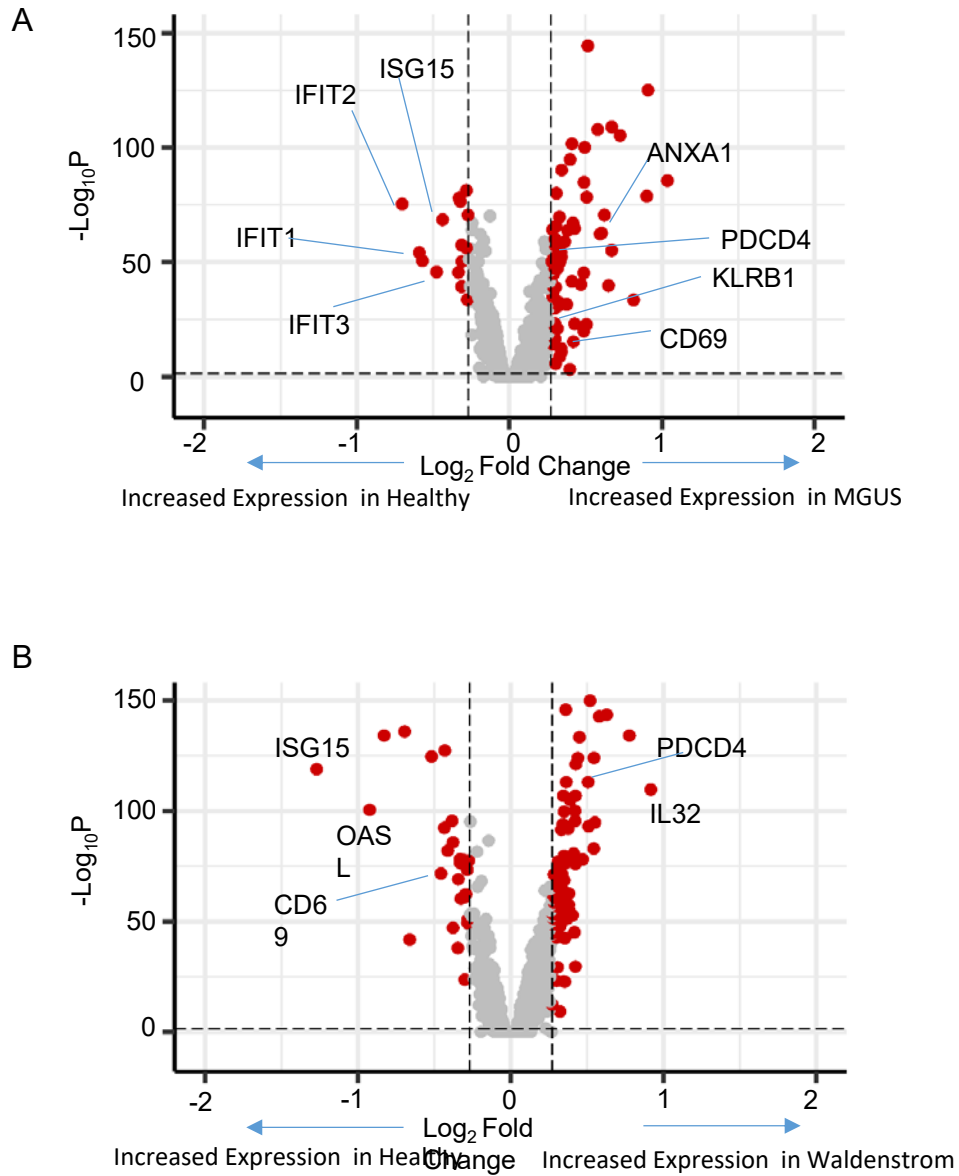 A
150
ISG15
IFIT2
100
ANXA1
-Log10P
IFIT1
PDCD4
50
KLRB1
IFIT3
CD69
0
-2
-1
0
1
2
Log2 Fold Change
Increased Expression in Healthy
Increased Expression in MGUS
B
150
ISG15
PDCD4
100
IL32
OAS
L
-Log10P
CD6
9
50
0
-2
-1
0
1
2
Log2 Fold
Change
Increased Expression in Healthy
Increased Expression in Waldenstrom